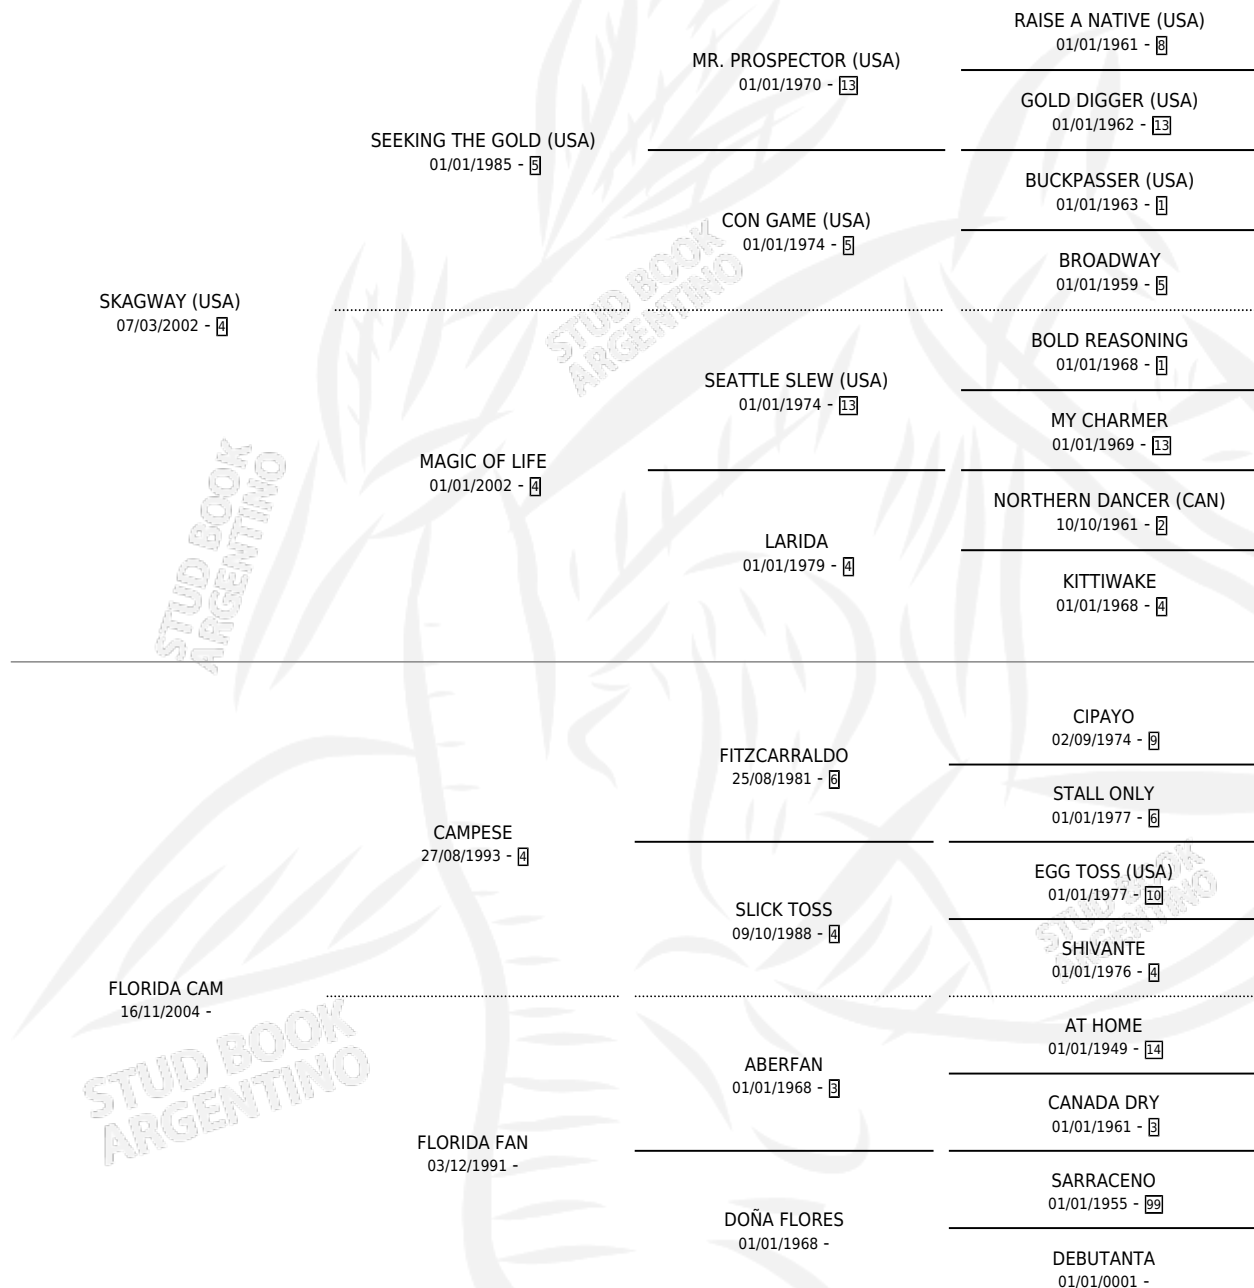 RAISE A NATIVE (USA)
01/01/1961 - 8
MR. PROSPECTOR (USA)
01/01/1970 - 13
GOLD DIGGER (USA)
01/01/1962 - 13
SEEKING THE GOLD (USA)
01/01/1985 - 5
BUCKPASSER (USA)
01/01/1963 - 1
CON GAME (USA)
01/01/1974 - 5
BROADWAY
01/01/1959 - 5
SKAGWAY (USA)
07/03/2002 - 4
BOLD REASONING
01/01/1968 - 1
SEATTLE SLEW (USA)
01/01/1974 - 13
MY CHARMER
01/01/1969 - 13
MAGIC OF LIFE
01/01/2002 - 4
NORTHERN DANCER (CAN)
10/10/1961 - 2
LARIDA
01/01/1979 - 4
KITTIWAKE
01/01/1968 - 4
CIPAYO
02/09/1974 - 9
FITZCARRALDO
25/08/1981 - 6
STALL ONLY
01/01/1977 - 6
CAMPESE
27/08/1993 - 4
EGG TOSS (USA)
01/01/1977 - 10
SLICK TOSS
09/10/1988 - 4
SHIVANTE
01/01/1976 - 4
FLORIDA CAM
16/11/2004 -
AT HOME
01/01/1949 - 14
ABERFAN
01/01/1968 - 3
CANADA DRY
01/01/1961 - 3
FLORIDA FAN
03/12/1991 -
SARRACENO
01/01/1955 - 99
DOÑA FLORES
01/01/1968 -
DEBUTANTA
01/01/0001 -
STUD BOOK
ARGENTINO
STUD BOOK
ARGENTINO
STUD BOOK
ARGENTINO
STUD BOOK
ARGENTINO